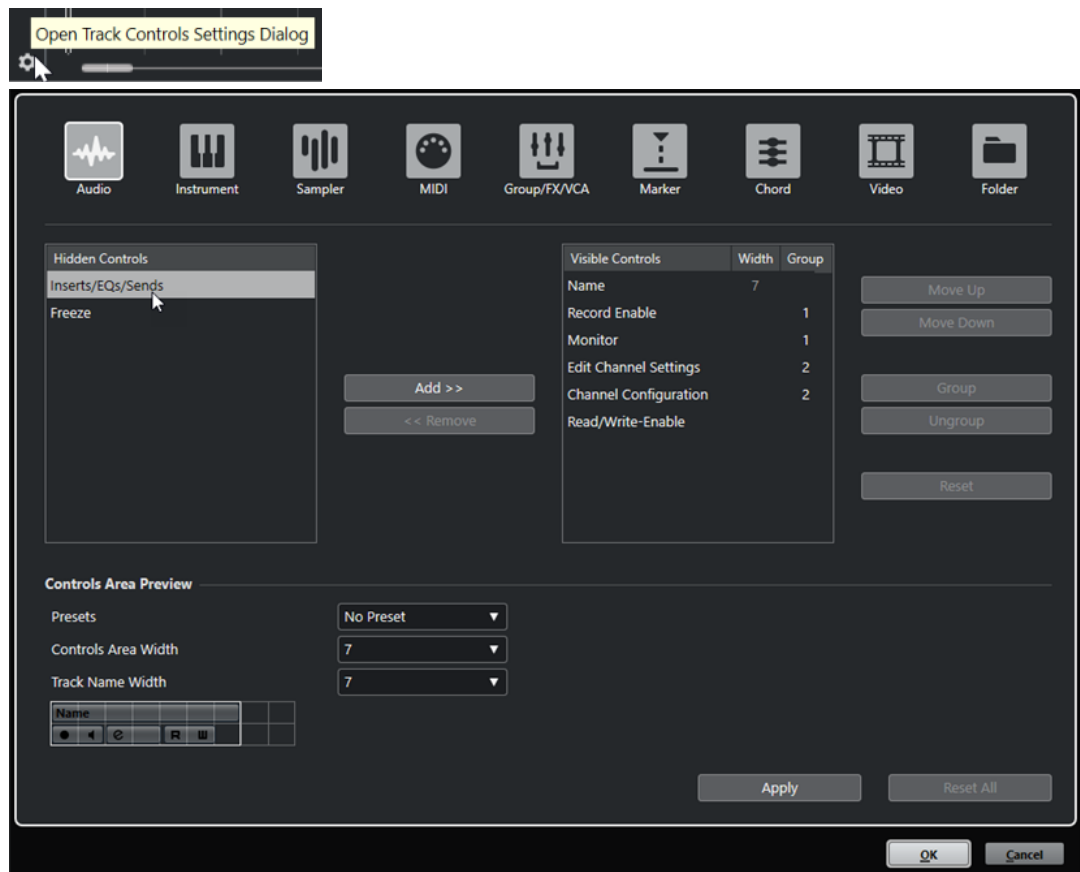 Open Track Controls Settings Dialog
Audio Instrument Sampler MIDI Group/FX/VCA Marker Chord Video Folder
Hidden Controls
Inserts/EQs/Sends
Freeze
Add >>
<< Remove
Visible Controls Width Group
Name 7
Record Enable 1
Monitor 1
Edit Channel Settings 2
Channel Configuration 2
Read/Write-Enable
Move Up
Move Down
Group
Ungroup
Reset
Controls Area Preview
Presets No Preset
Controls Area Width 7
Track Name Width 7
Name
e R W
Apply Reset All
OK Cancel